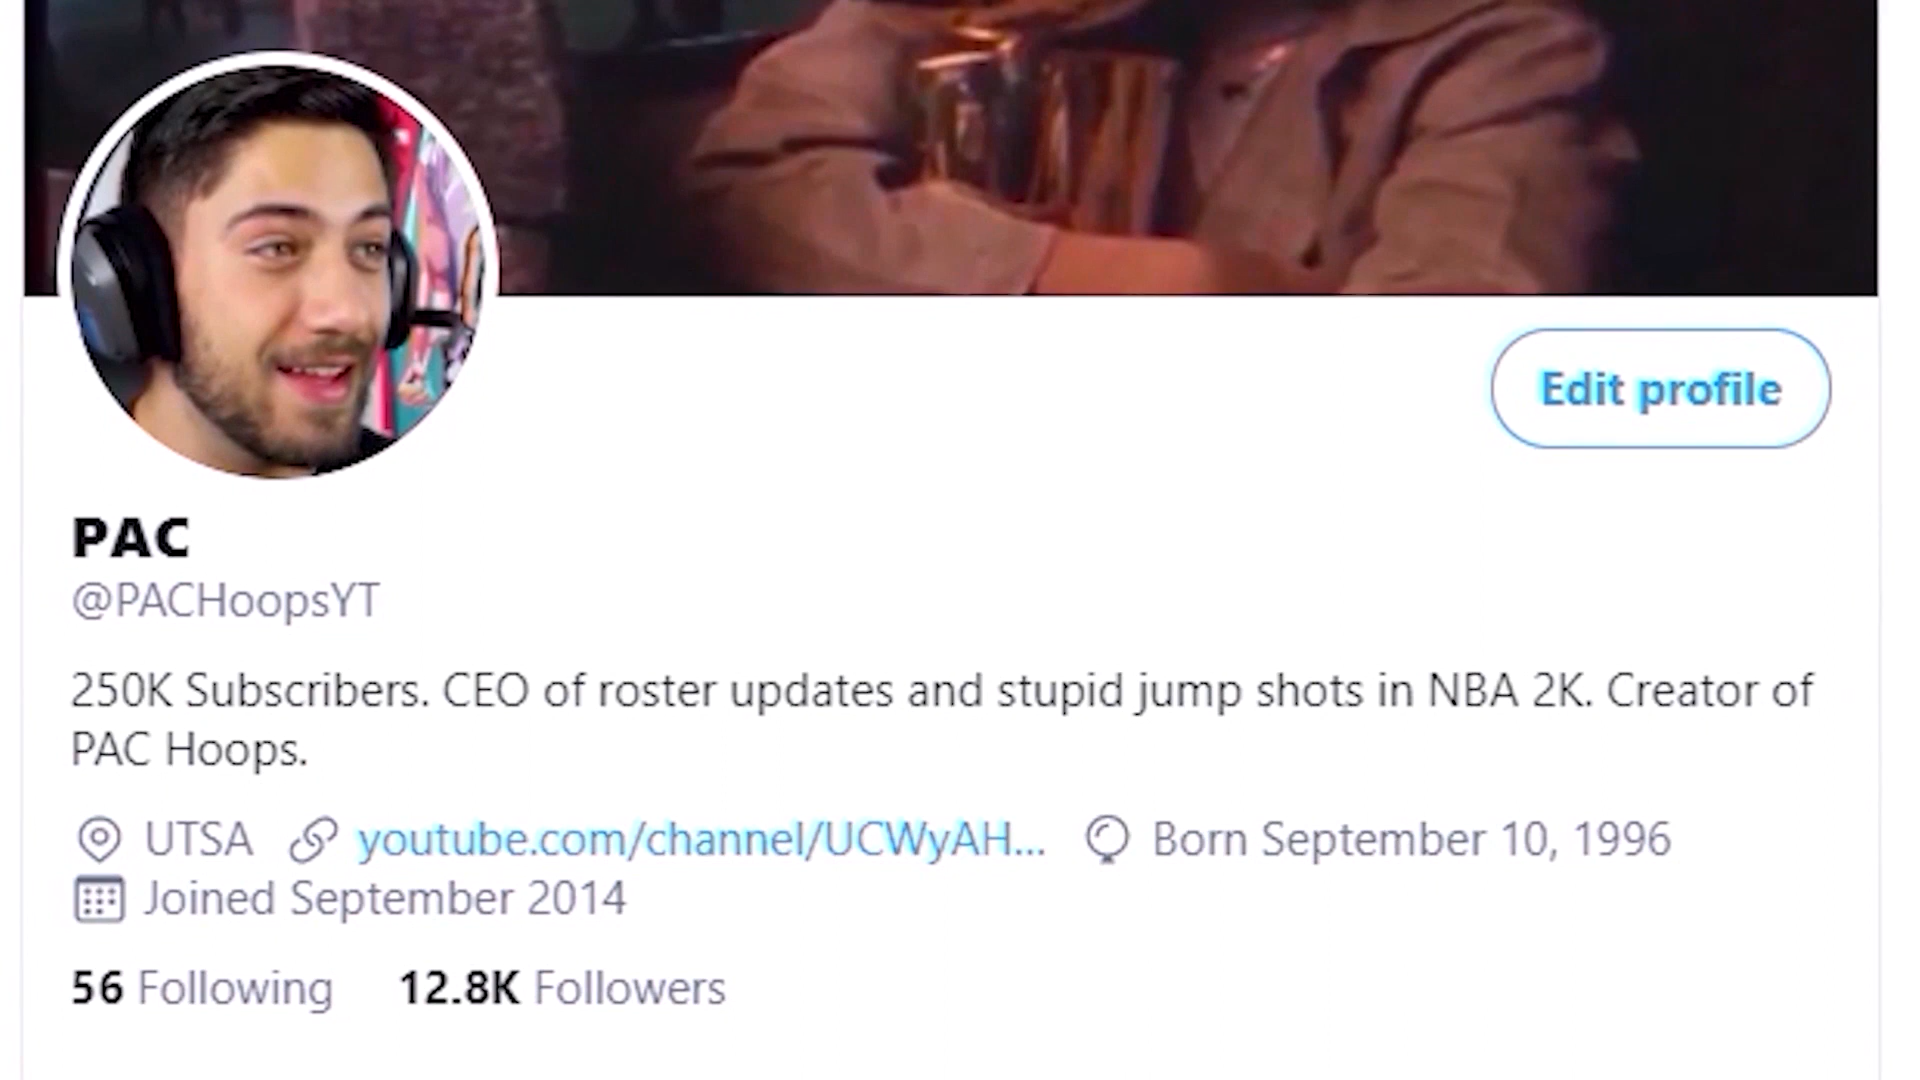 Edit profile
PAC
@PACHoopsYT
250K Subscribers. CEO of roster updates and stupid jump shots in NBA 2K. Creator of
PAC Hoops.
UTSA youtube.com/channel/UCWyAH... Born September 10, 1996
Joined September 2014
56 Following 12.8K Followers